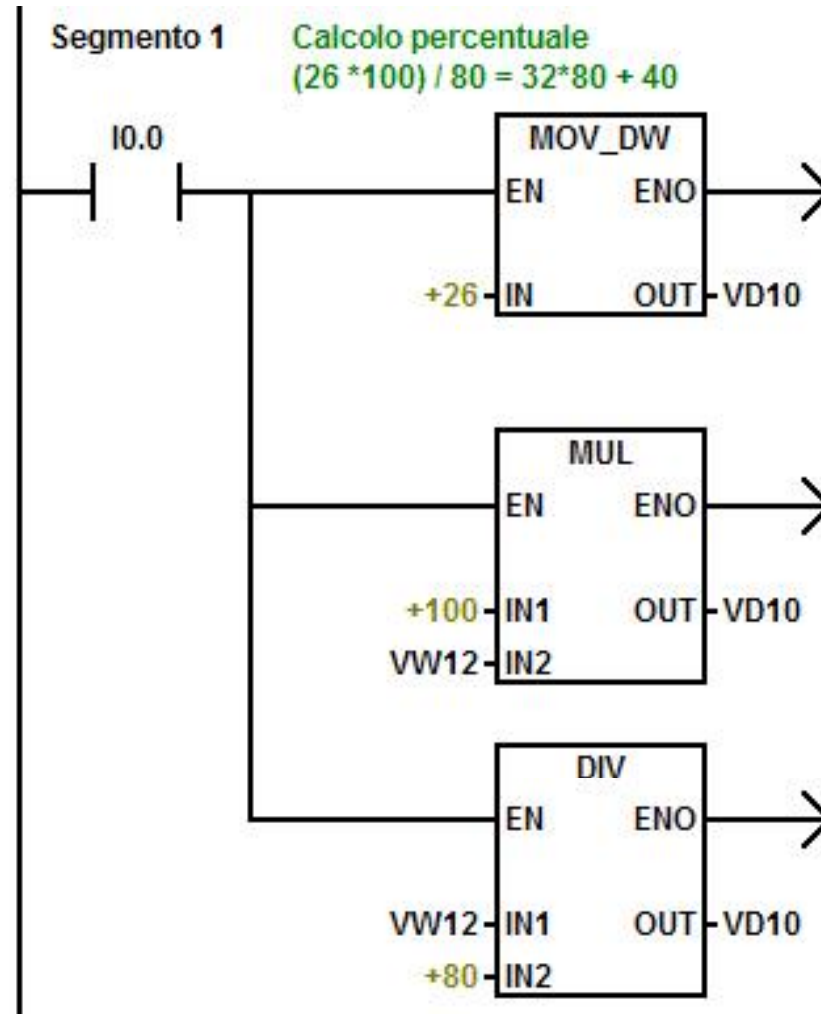 Segmento 1 Calcolo percentuale
(26 *100) / 80 = 32*80 + 40
I0.0
MOV_DW
EN ENO
+26 IN OUT VD10
MUL
EN ENO
+100 IN1 OUT VD10
VW12 IN2
DIV
EN ENO
VW12 IN1 OUT VD10
+80 IN2